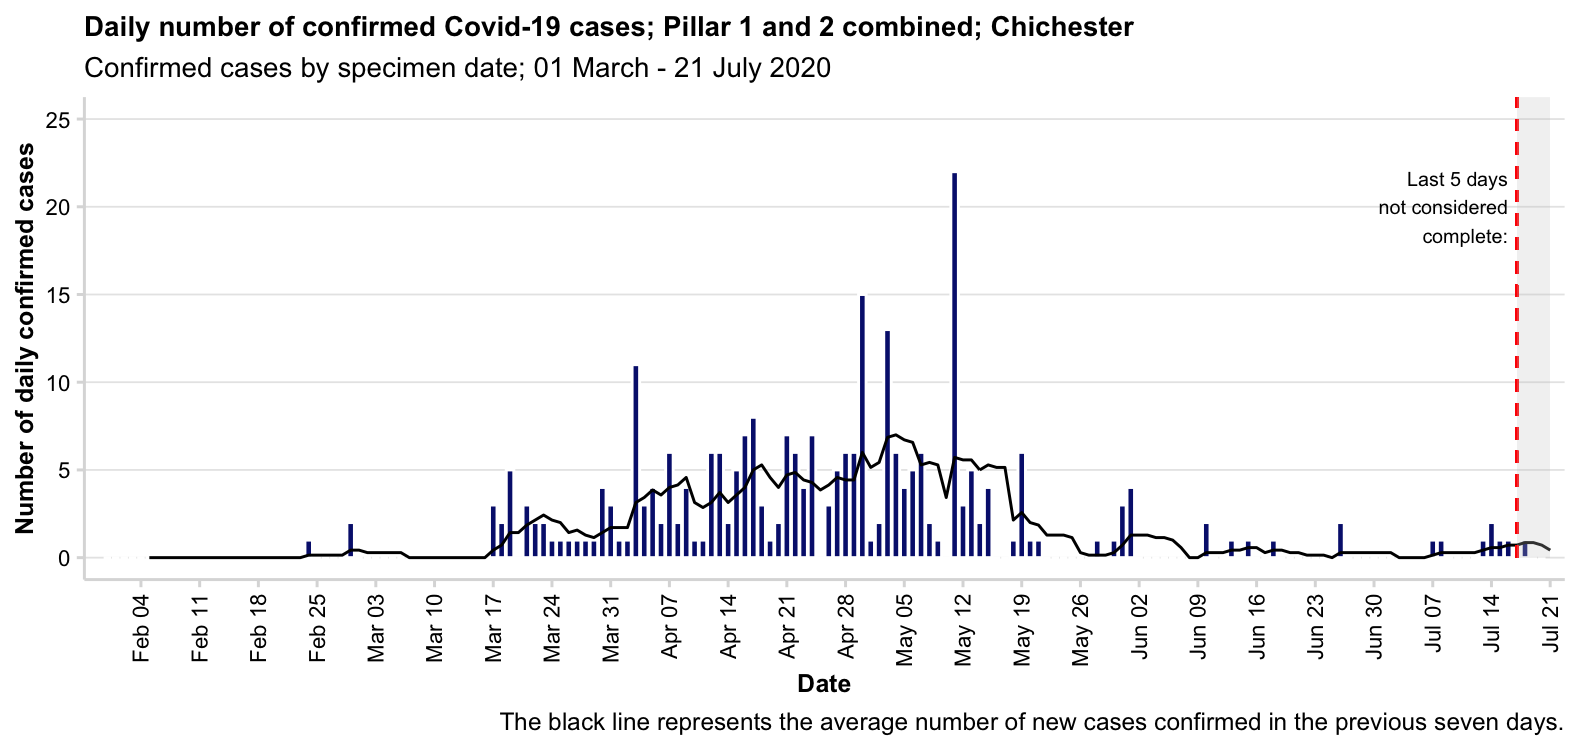 Daily number of confirmed Covid-19 cases; Pillar 1 and 2 combined; Chichester
Confirmed cases by specimen date; 01 March - 21 July 2020
Number of daily confirmed cases
25
20
15
10
5
0
Last 5 days
not considered
complete:
Feb 04
Feb 11
Feb 18
Feb 25
Mar 03
Mar 10
Mar 17
Mar 24
Mar 31
Apr 07
Apr 14
Apr 21
Apr 28
May 05
May 12
May 19
May 26
Jun 02
Jun 09
Jun 16
Jun 23
Jun 30
Jul 07
Jul 14
Jul 21
Date
The black line represents the average number of new cases confirmed in the previous seven days.